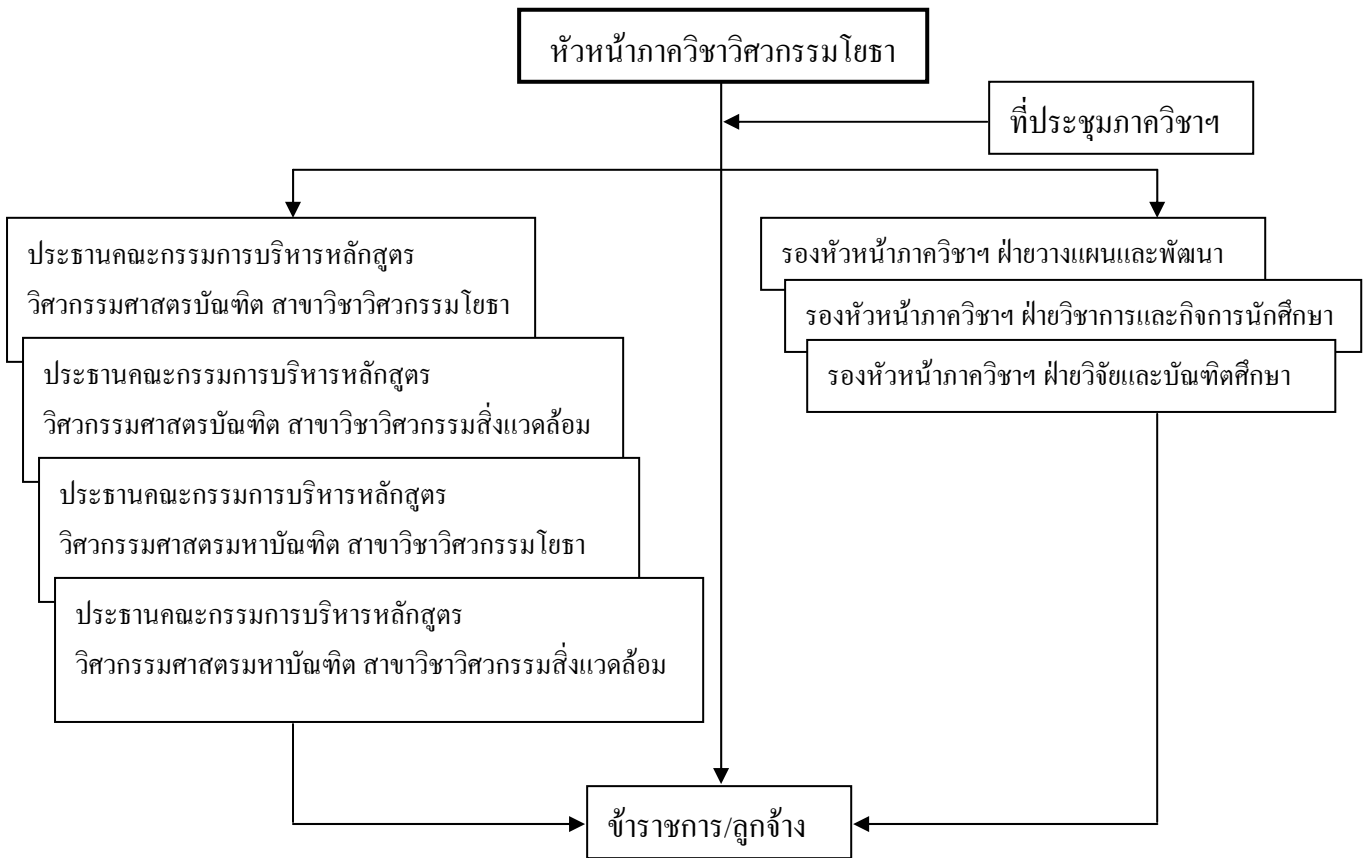 หัวหน้าภาควิชาวิศวกรรมโยธา
ที่ประชุมภาควิชาฯ
ประธานคณะกรรมการบริหารหลักสูตร
วิศวกรรมศาสตรบัณฑิต สาขาวิชาวิศวกรรมโยธา
ประธานคณะกรรมการบริหารหลักสูตร
วิศวกรรมศาสตรบัณฑิต สาขาวิชาวิศวกรรมสิ่งแวดล้อม
ประธานคณะกรรมการบริหารหลักสูตร
วิศวกรรมศาสตรมหาบัณฑิต สาขาวิชาวิศวกรรมโยธา
ประธานคณะกรรมการบริหารหลักสูตร
วิศวกรรมศาสตรมหาบัณฑิต สาขาวิชาวิศวกรรมสิ่งแวดล้อม
รองหัวหน้าภาควิชาฯ ฝ่ายวางแผนและพัฒนา
รองหัวหน้าภาควิชาฯ ฝ่ายวิชาการและกิจการนักศึกษา
รองหัวหน้าภาควิชาฯ ฝ่ายวิจัยและบัณฑิตศึกษา
ข้าราชการ/ลูกจ้าง